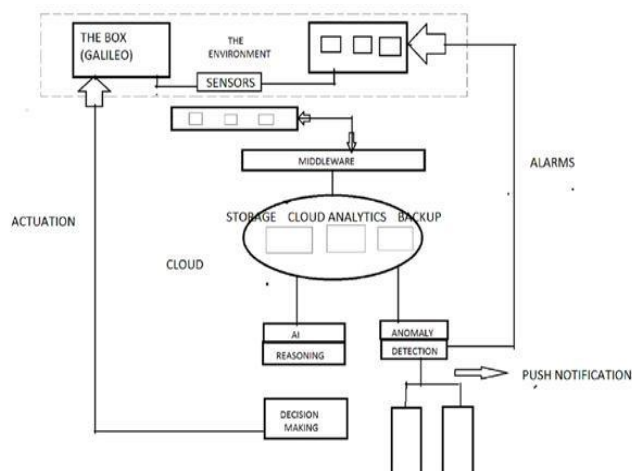 THE BOX
(GALILEO)
THE
ENVIRONMENT
SENSORS
MIDDLEWARE
ALARMS
STORAGE CLOUD ANALYTICS BACKUP
ACTUATION
CLOUD
AI
REASONING
ANOMALY
DETECTION
PUSH NOTIFICATION
DECISION
MAKING